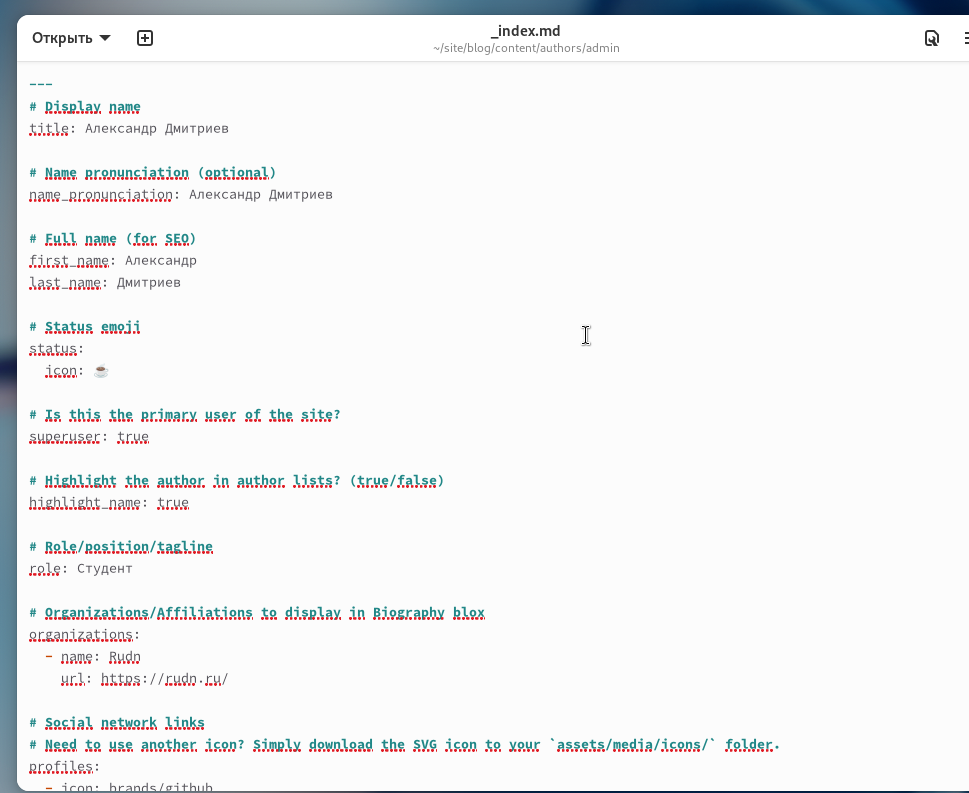 Открыть
_index.md
~/site/blog/content/authors/admin
---
# Display name
title: Александр Дмитриев
# Name pronunciation (optional)
name_pronunciation: Александр Дмитриев
# Full name (for SEO)
first_name: Александр
last_name: Дмитриев
# Status emoji
status:
  icon: ☕️
# Is this the primary user of the site?
superuser: true
# Highlight the author in author lists? (true/false)
highlight_name: true
# Role/position/tagline
role: Студент
# Organizations/Affiliations to display in Biography blox
organizations:
  - name: Rudn
    url: https://rudn.ru/
# Social network links
# Need to use another icon? Simply download the SVG icon to your `assets/media/icons/` folder.
profiles:
  - icon: brands/github